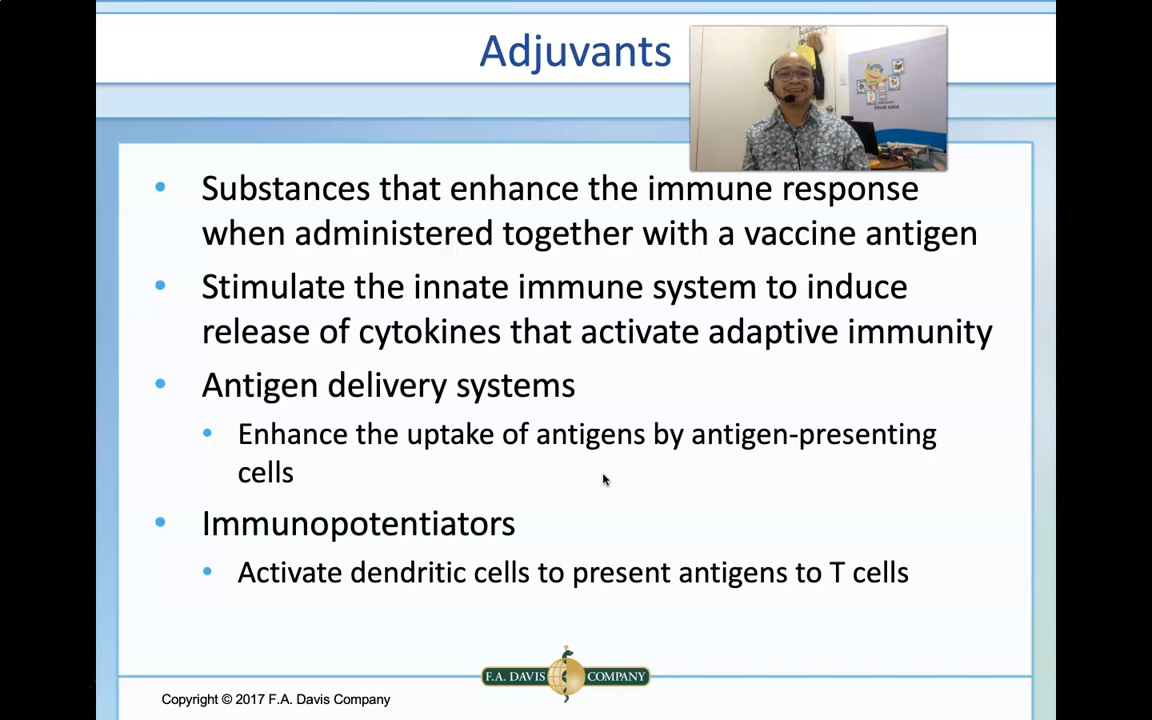 Adjuvants
Substances that enhance the immune response
when administered together with a vaccine antigen
Stimulate the innate immune system to induce
release of cytokines that activate adaptive immunity
Antigen delivery systems
Enhance the uptake of antigens by antigen-presenting
cells
Immunopotentiators
Activate dendritic cells to present antigens to T cells
F.A. DAVIS COMPANY
Copyright © 2017 F.A. Davis Company